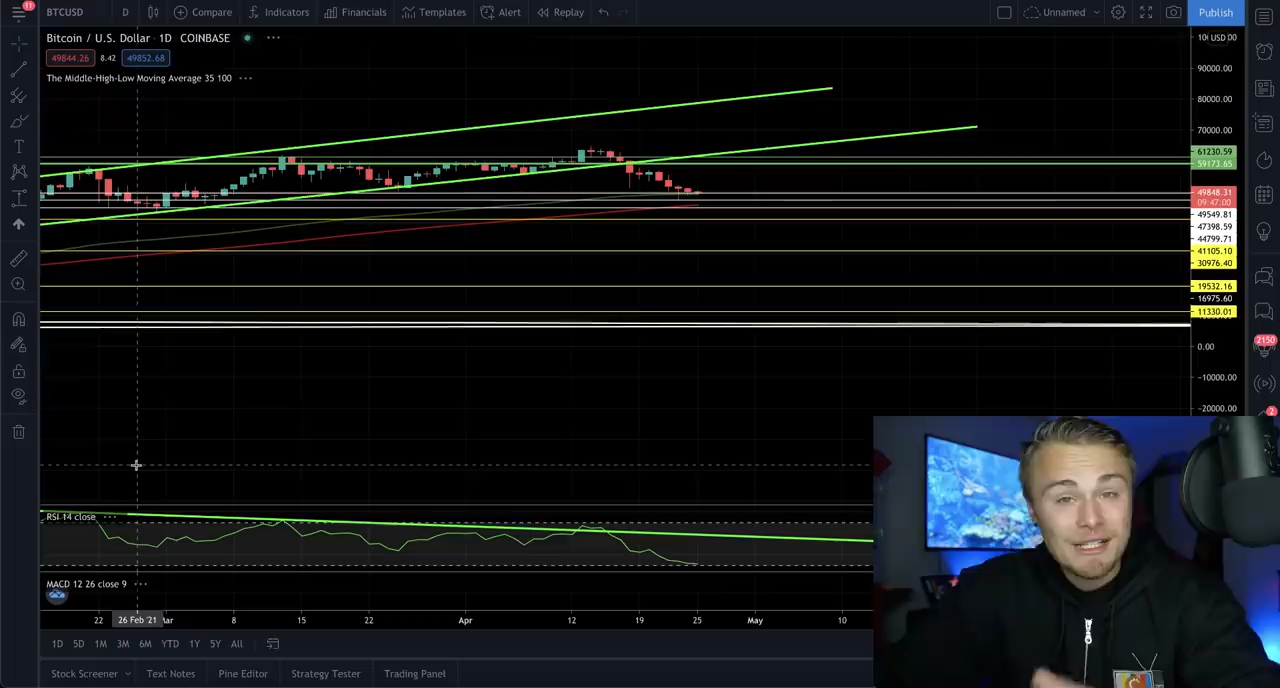 11
BTCUSD D Compare Indicators Financials Templates Alert Replay Unnamed Publish
Bitcoin / U.S. Dollar · 1D COINBASE
49844.26 8.42 49852.68
The Middle-High-Low Moving Average 35 100
USD
90000.00
80000.00
70000.00
61230.59
59173.65
49848.31
09:47:00
49549.81
47398.59
44799.71
41105.10
30976.40
19532.16
16975.60
11330.01
0.00
-10000.00
-20000.00
2150
2
RSI 14 close
MACD 12 26 close 9
22 26 Feb '21 Mar 8 15 22 Apr 12 19 25 May 10
1D 5D 1M 3M 6M YTD 1Y 5Y All
Stock Screener Text Notes Pine Editor Strategy Tester Trading Panel